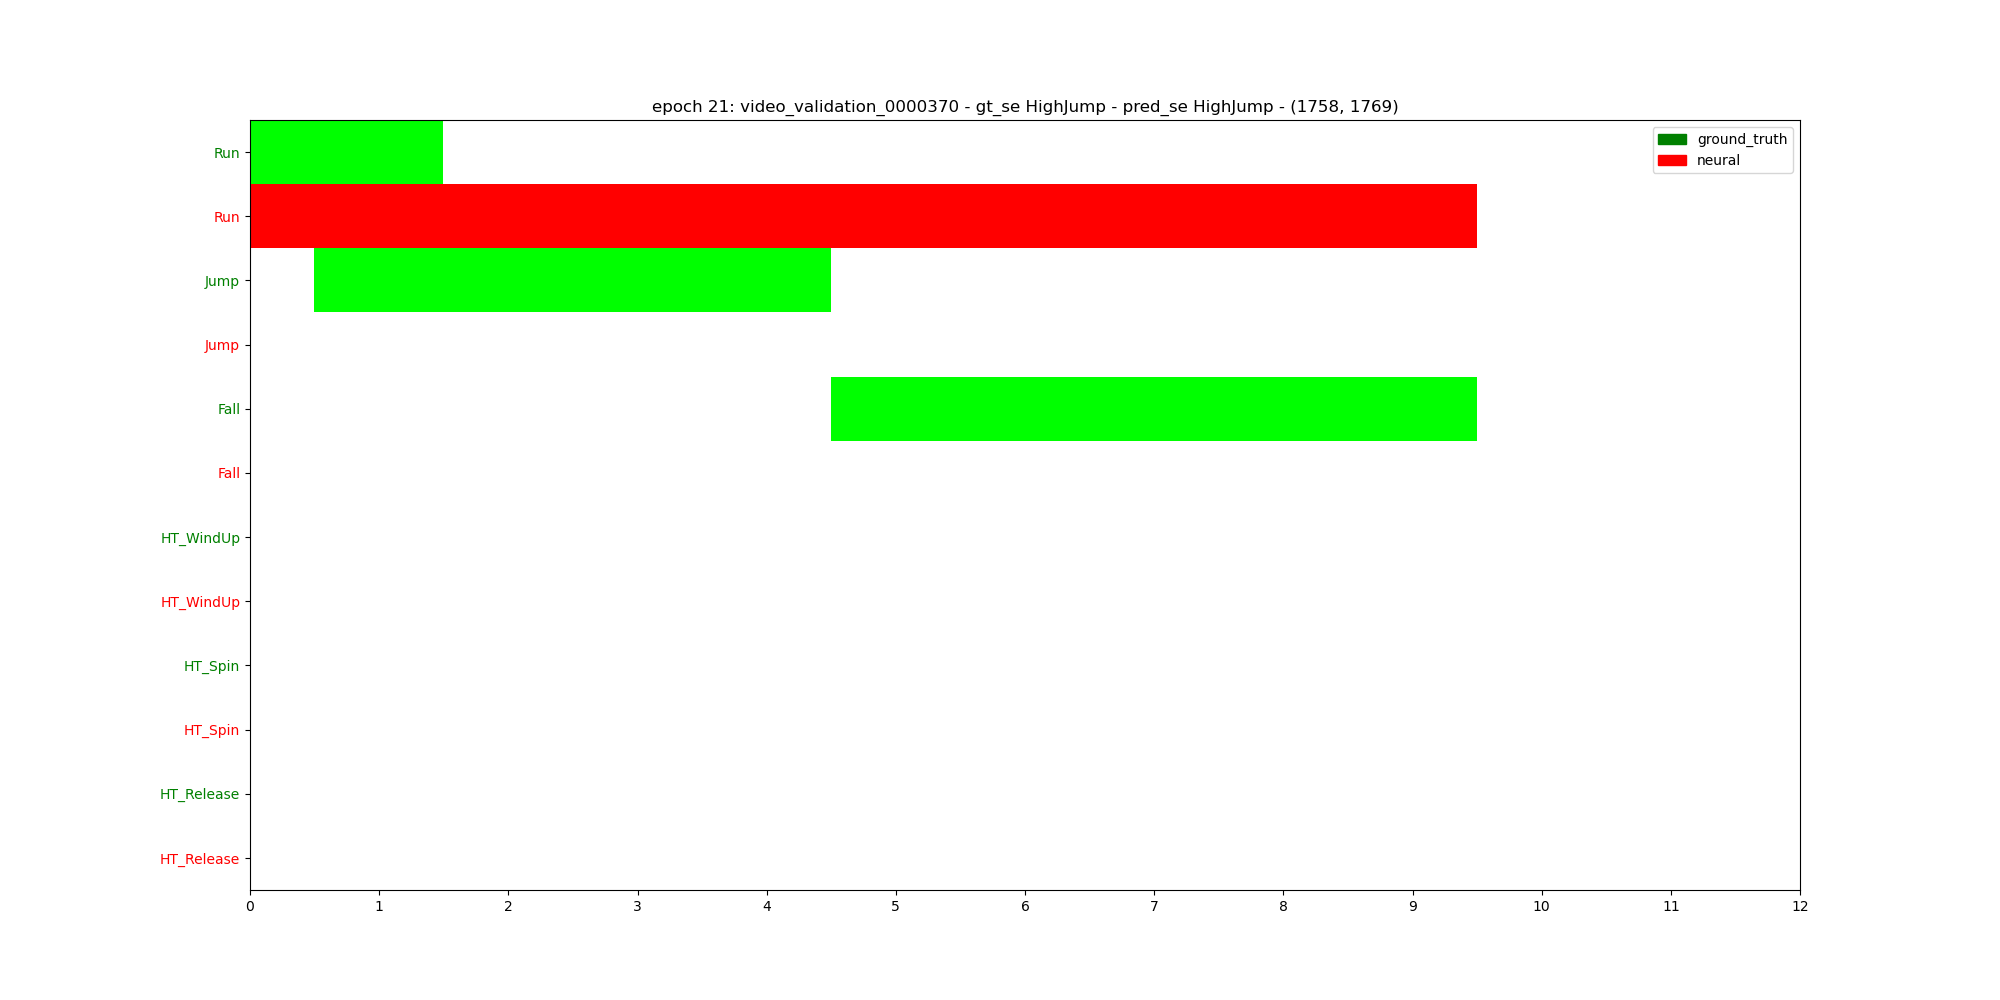 epoch 21: video_validation_0000370 - gt_se HighJump - pred_se HighJump - (1758, 1769)
ground_truth
neural
Run
Run
Jump
Jump
Fall
Fall
HT_WindUp
HT_WindUp
HT_Spin
HT_Spin
HT_Release
HT_Release
0 1 2 3 4 5 6 7 8 9 10 11 12